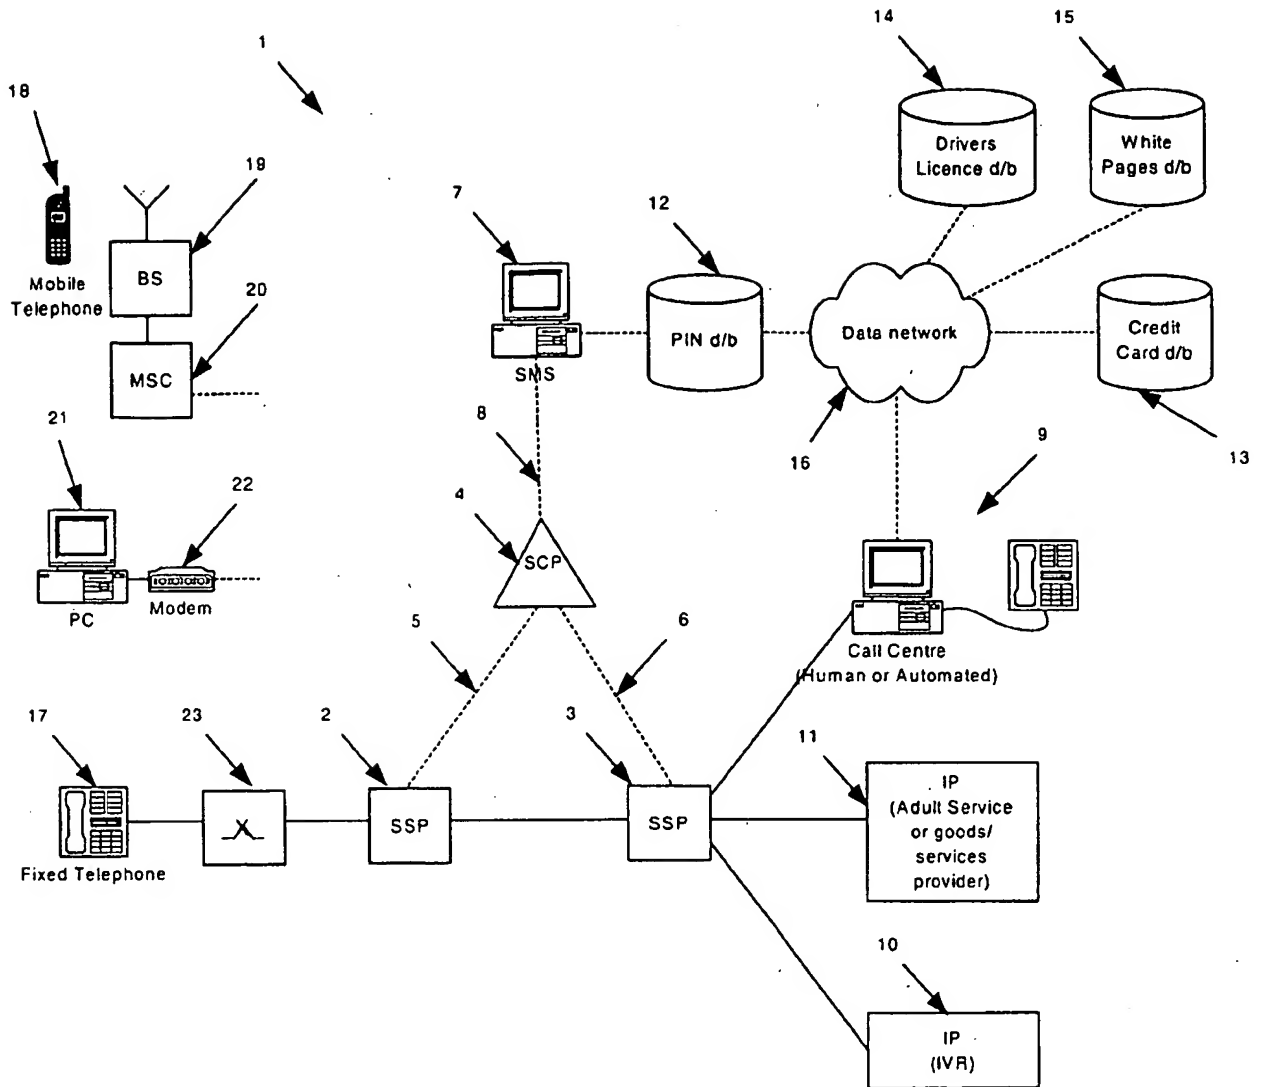 14
15
1
18
Drivers
Licence d/b
White
Pages d/b
19
7
12
BS
20
Mobile
Telephone
PIN d/b
Data network
Credit
Card d/b
MSC
SMS
21
8
9
16
13
22
4
SCP
PC
Modem
5
6
Call Centre
(Human or Automated)
17
23
2
3
11
IP
(Adult Service
or goods/
services
provider)
SSP
SSP
Fixed Telephone
10
IP
(IVR)